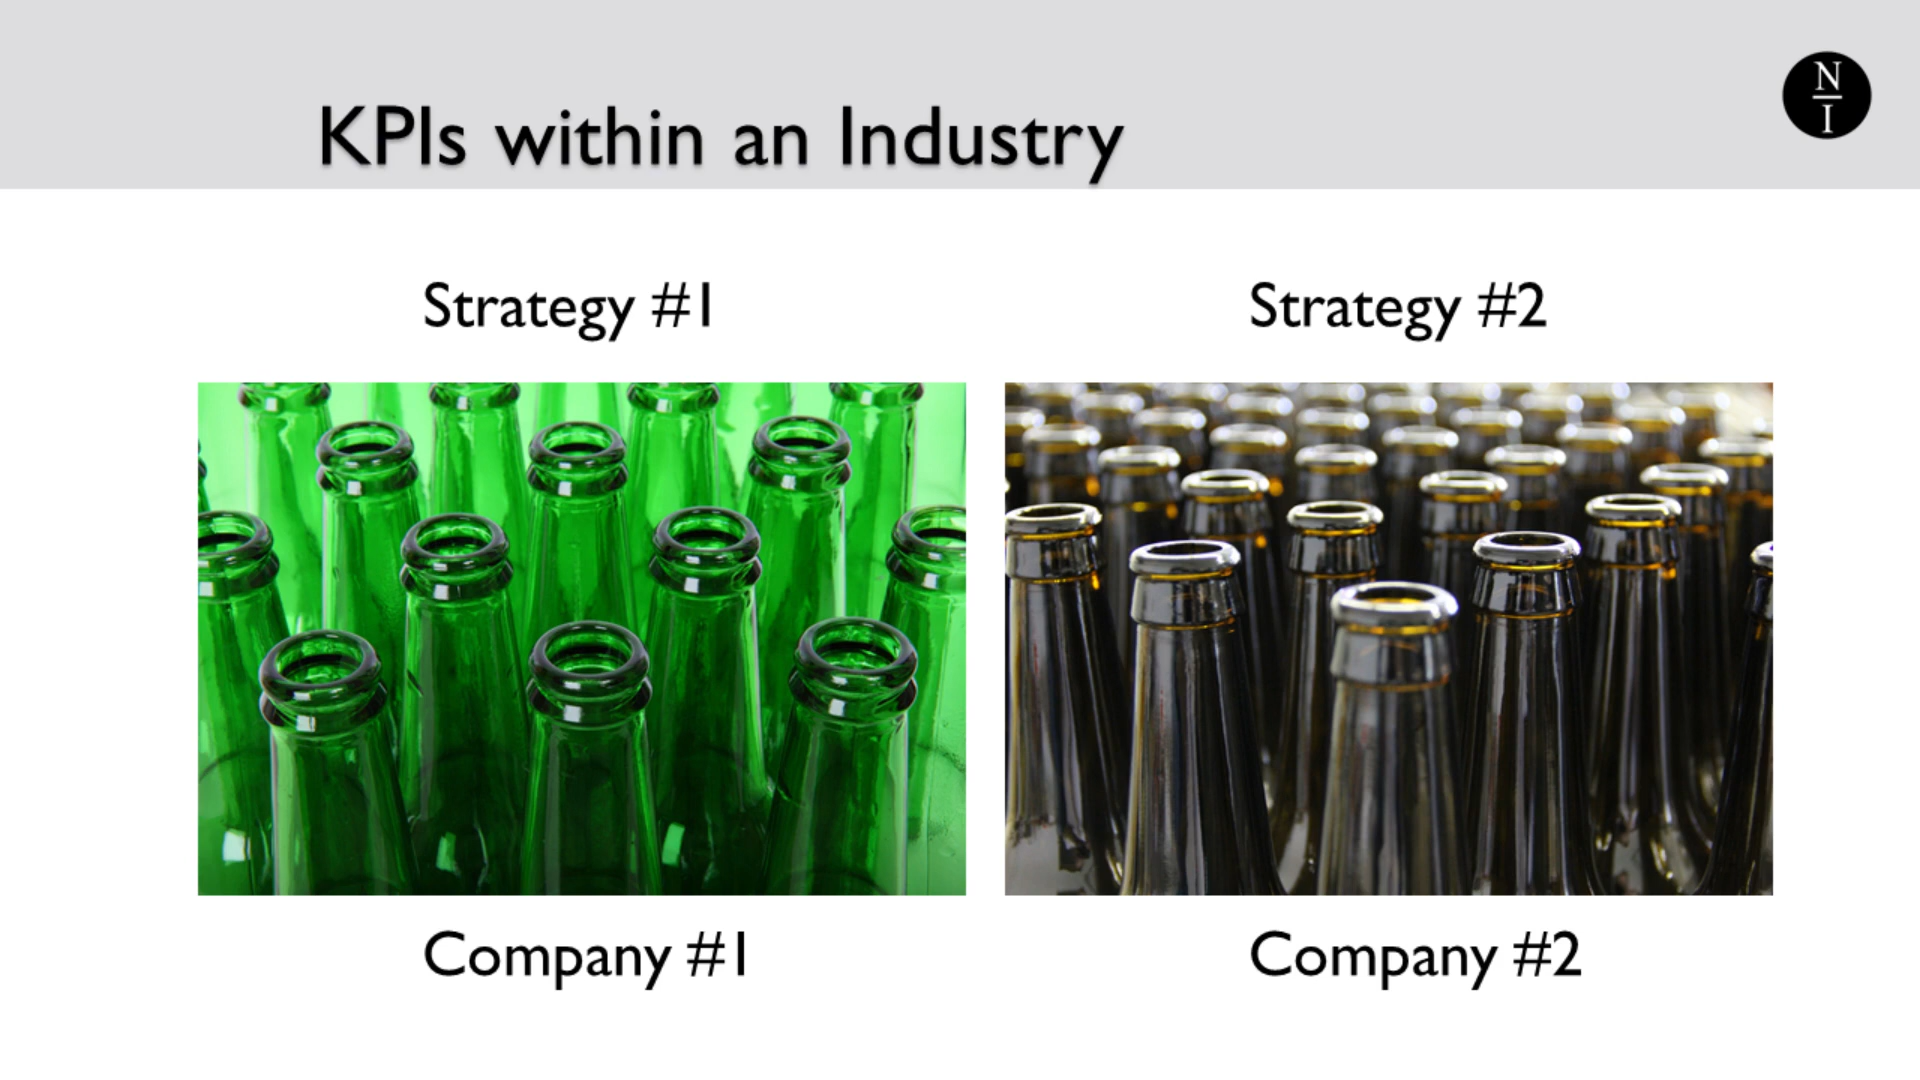 N
I
KPIs within an Industry
Strategy #1
Strategy #2
Company #1
Company #2